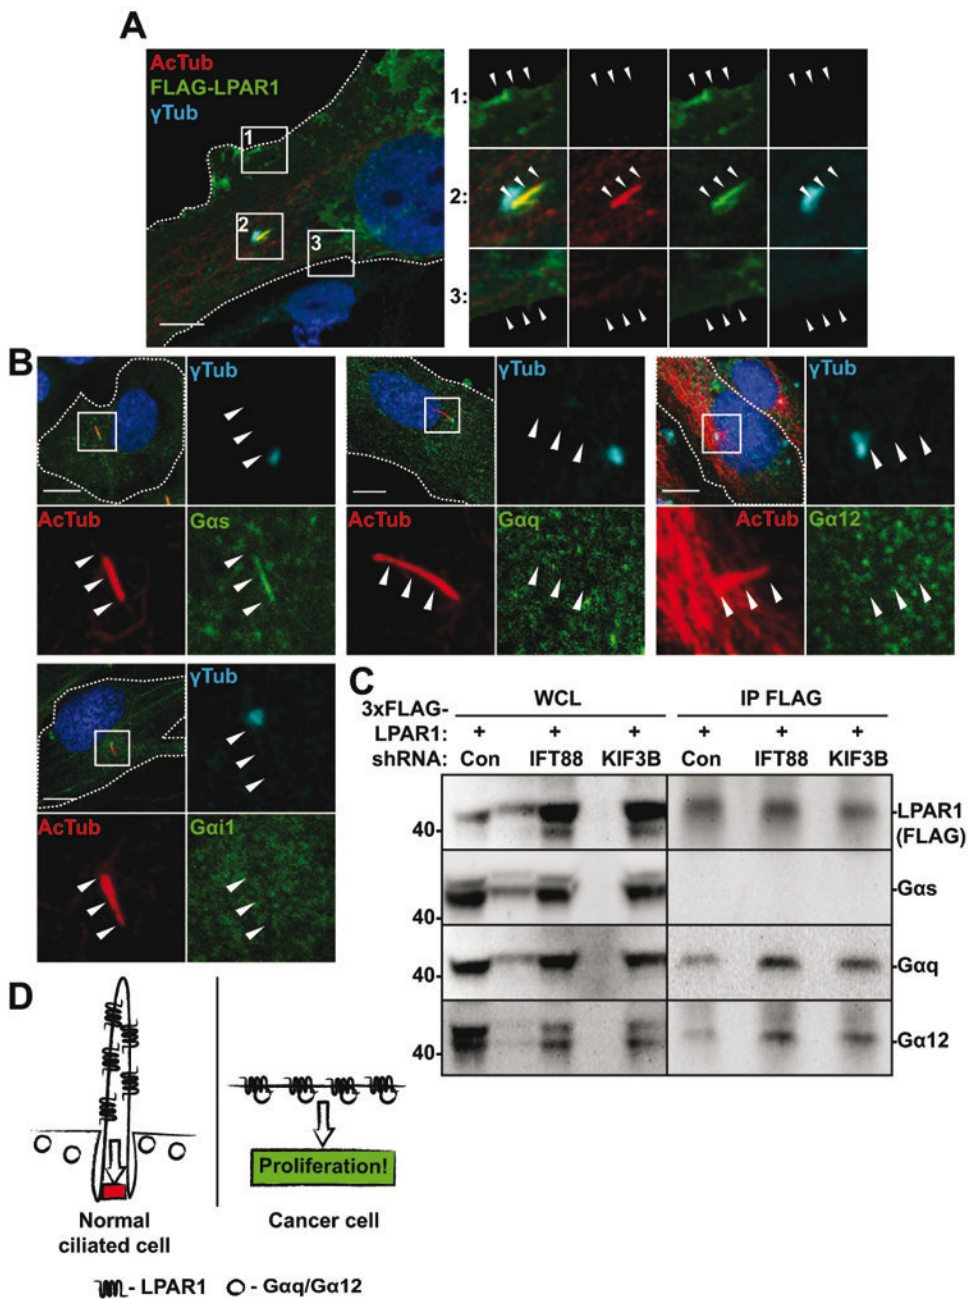 A
AcTub
FLAG-LPAR1
γTub
1
2
3
1:
2:
3:
B
γTub
AcTub
Gαs
γTub
AcTub
Gαq
γTub
AcTub
Gα12
γTub
AcTub
Gαi1
C
3xFLAG-
LPAR1:
WCL
IP FLAG
+ + + + + +
shRNA: Con IFT88 KIF3B Con IFT88 KIF3B
40
LPAR1
(FLAG)
40
Gαs
40
Gαq
40
Gα12
D
Proliferation!
Normal
ciliated cell
Cancer cell
- LPAR1
- Gαq/Gα12